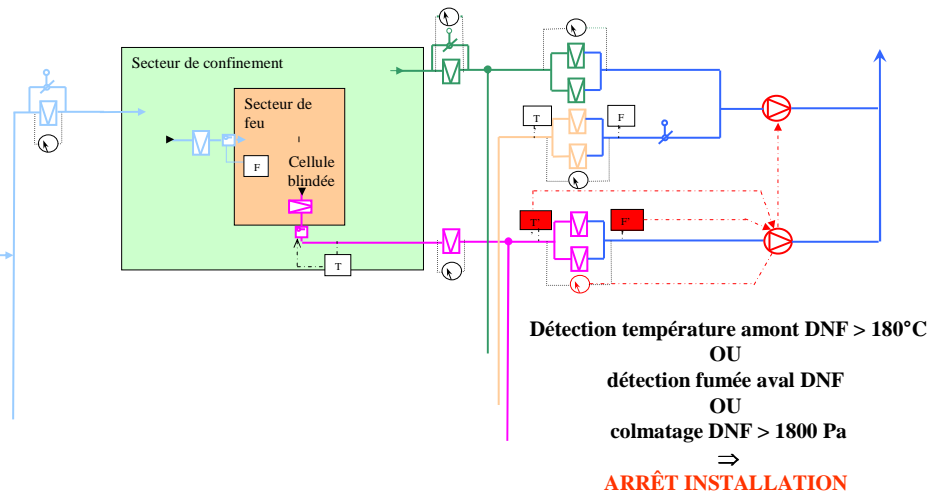 Secteur de confinement
Secteur de
feu
F
Cellule
blindée
T
T
F
T'
F'
Détection température amont DNF > 180°C
OU
détection fumée aval DNF
OU
colmatage DNF > 1800 Pa
⇒
ARRÊT INSTALLATION